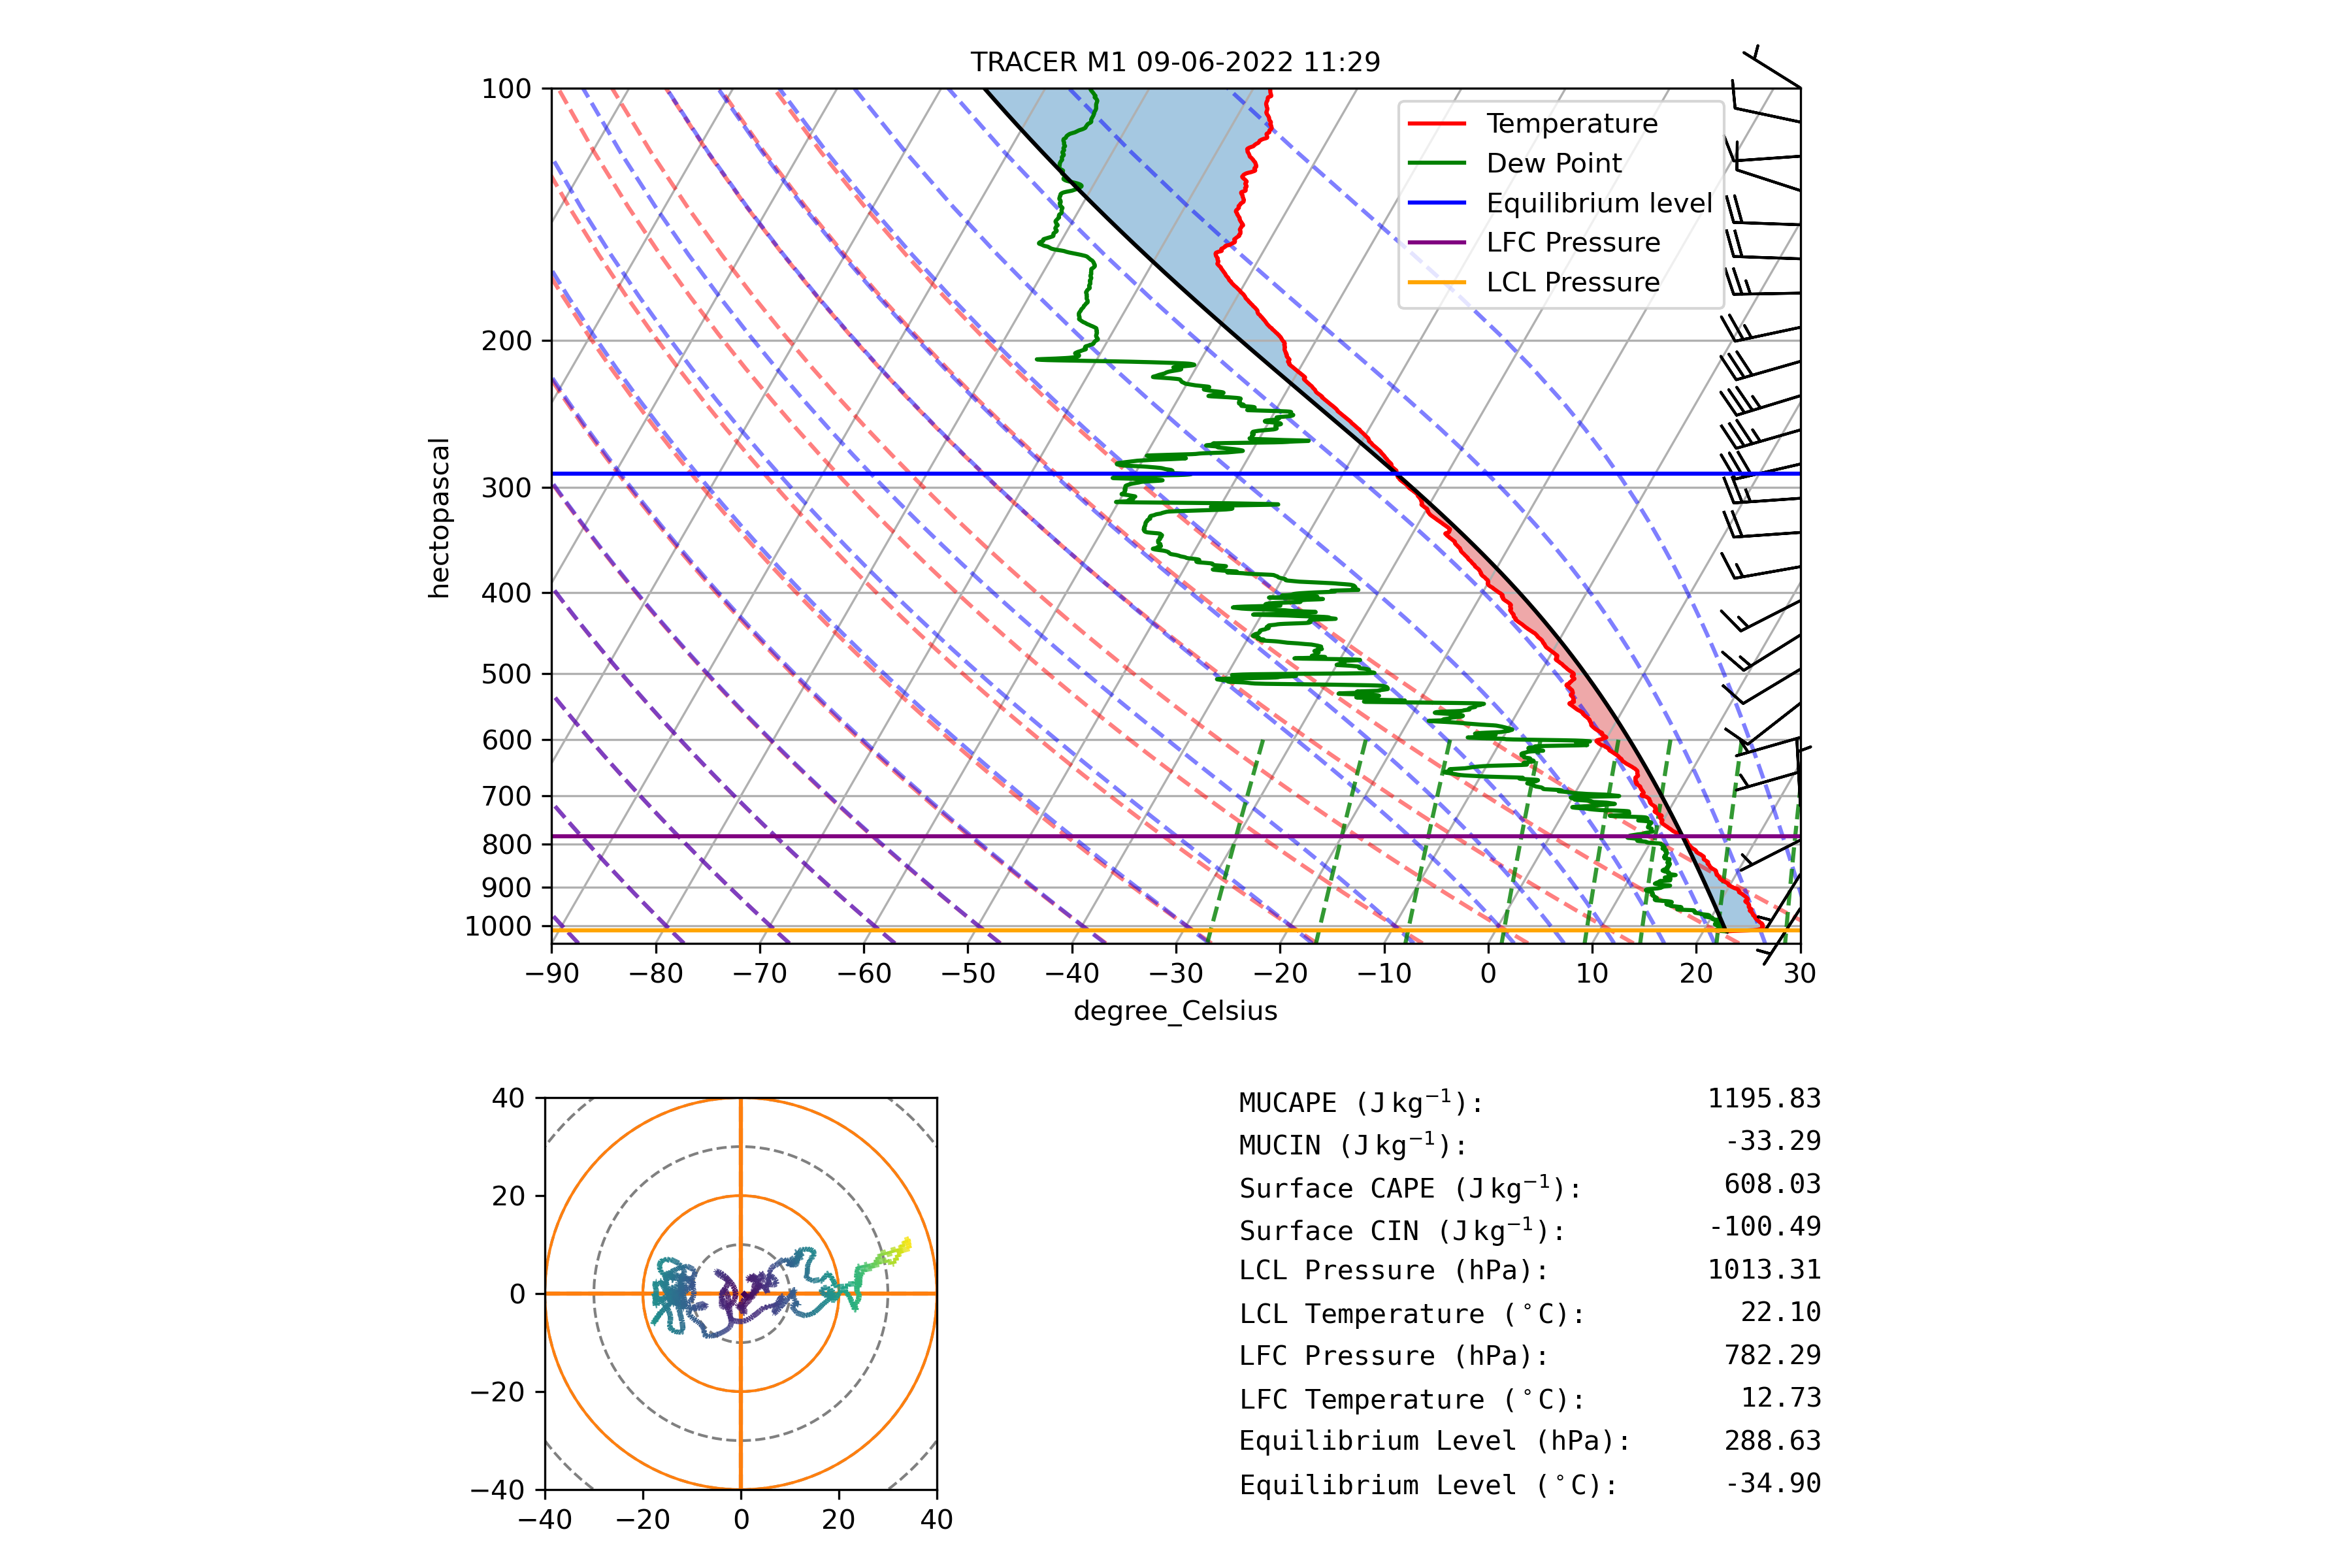 TRACER M1 09-06-2022 11:29
100
200
300
400
500
600
700
800
900
1000
hectopascal
Temperature
Dew Point
Equilibrium level
LFC Pressure
LCL Pressure
−90 −80 −70 −60 −50 −40 −30 −20 −10 0 10 20 30
degree_Celsius
40
20
0
−20
−40
−40 −20 0 20 40
MUCAPE (J kg⁻¹): 1195.83
MUCIN (J kg⁻¹): -33.29
Surface CAPE (J kg⁻¹): 608.03
Surface CIN (J kg⁻¹): -100.49
LCL Pressure (hPa): 1013.31
LCL Temperature (°C): 22.10
LFC Pressure (hPa): 782.29
LFC Temperature (°C): 12.73
Equilibrium Level (hPa): 288.63
Equilibrium Level (°C): -34.90